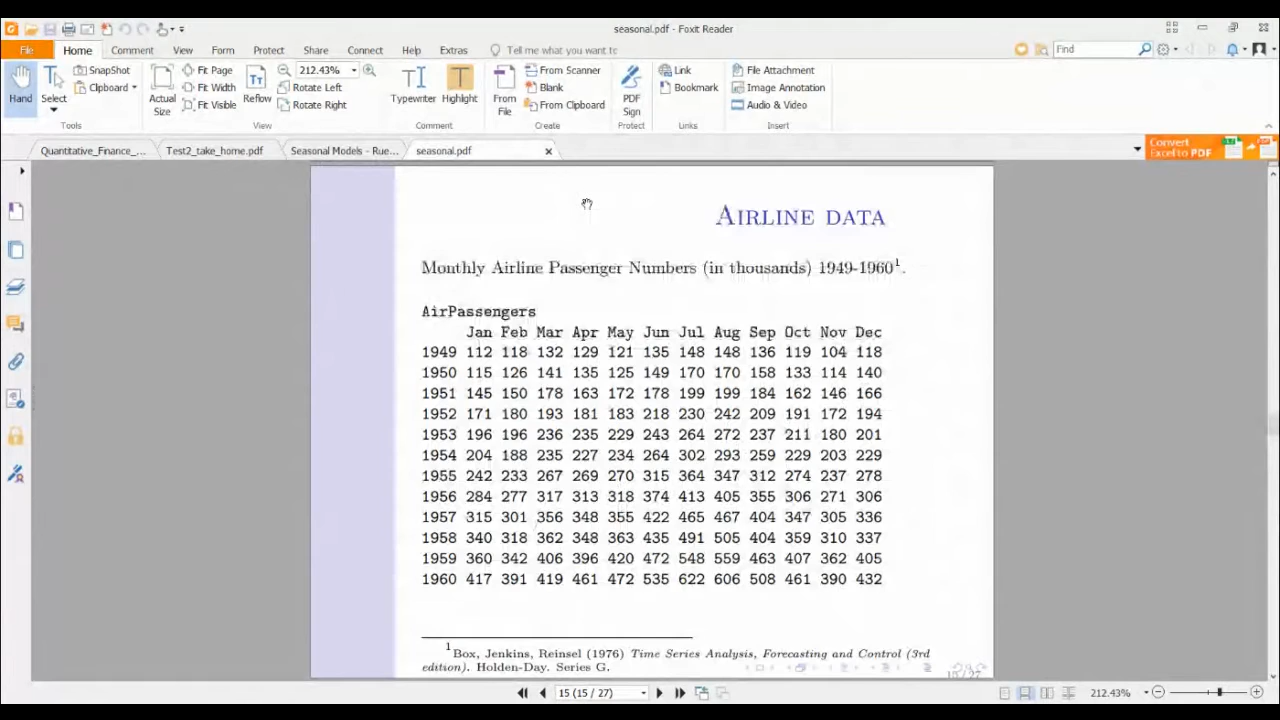 seasonal.pdf - Foxit Reader
File Home Comment View Form Protect Share Connect Help Extras Tell me what you want to Find
Hand Select SnapShot Clipboard Actual Size Fit Page Fit Width Fit Visible Reflow 212.43% Rotate Left Rotate Right Typewriter Highlight From File From Scanner Blank From Clipboard PDF Sign Link Bookmark File Attachment Image Annotation Audio & Video
Tools View Comment Create Protect Links Insert
Quantitative_Finance_... Test2_take_home.pdf Seasonal Models - Rue... seasonal.pdf Convert Excel to PDF
AIRLINE DATA
Monthly Airline Passenger Numbers (in thousands) 1949-1960¹.
AirPassengers
Jan Feb Mar Apr May Jun Jul Aug Sep Oct Nov Dec
1949 112 118 132 129 121 135 148 148 136 119 104 118
1950 115 126 141 135 125 149 170 170 158 133 114 140
1951 145 150 178 163 172 178 199 199 184 162 146 166
1952 171 180 193 181 183 218 230 242 209 191 172 194
1953 196 196 236 235 229 243 264 272 237 211 180 201
1954 204 188 235 227 234 264 302 293 259 229 203 229
1955 242 233 267 269 270 315 364 347 312 274 237 278
1956 284 277 317 313 318 374 413 405 355 306 271 306
1957 315 301 356 348 355 422 465 467 404 347 305 336
1958 340 318 362 348 363 435 491 505 404 359 310 337
1959 360 342 406 396 420 472 548 559 463 407 362 405
1960 417 391 419 461 472 535 622 606 508 461 390 432
¹Box, Jenkins, Reinsel (1976) Time Series Analysis, Forecasting and Control (3rd
edition). Holden-Day. Series G.
15 (15 / 27) 212.43%